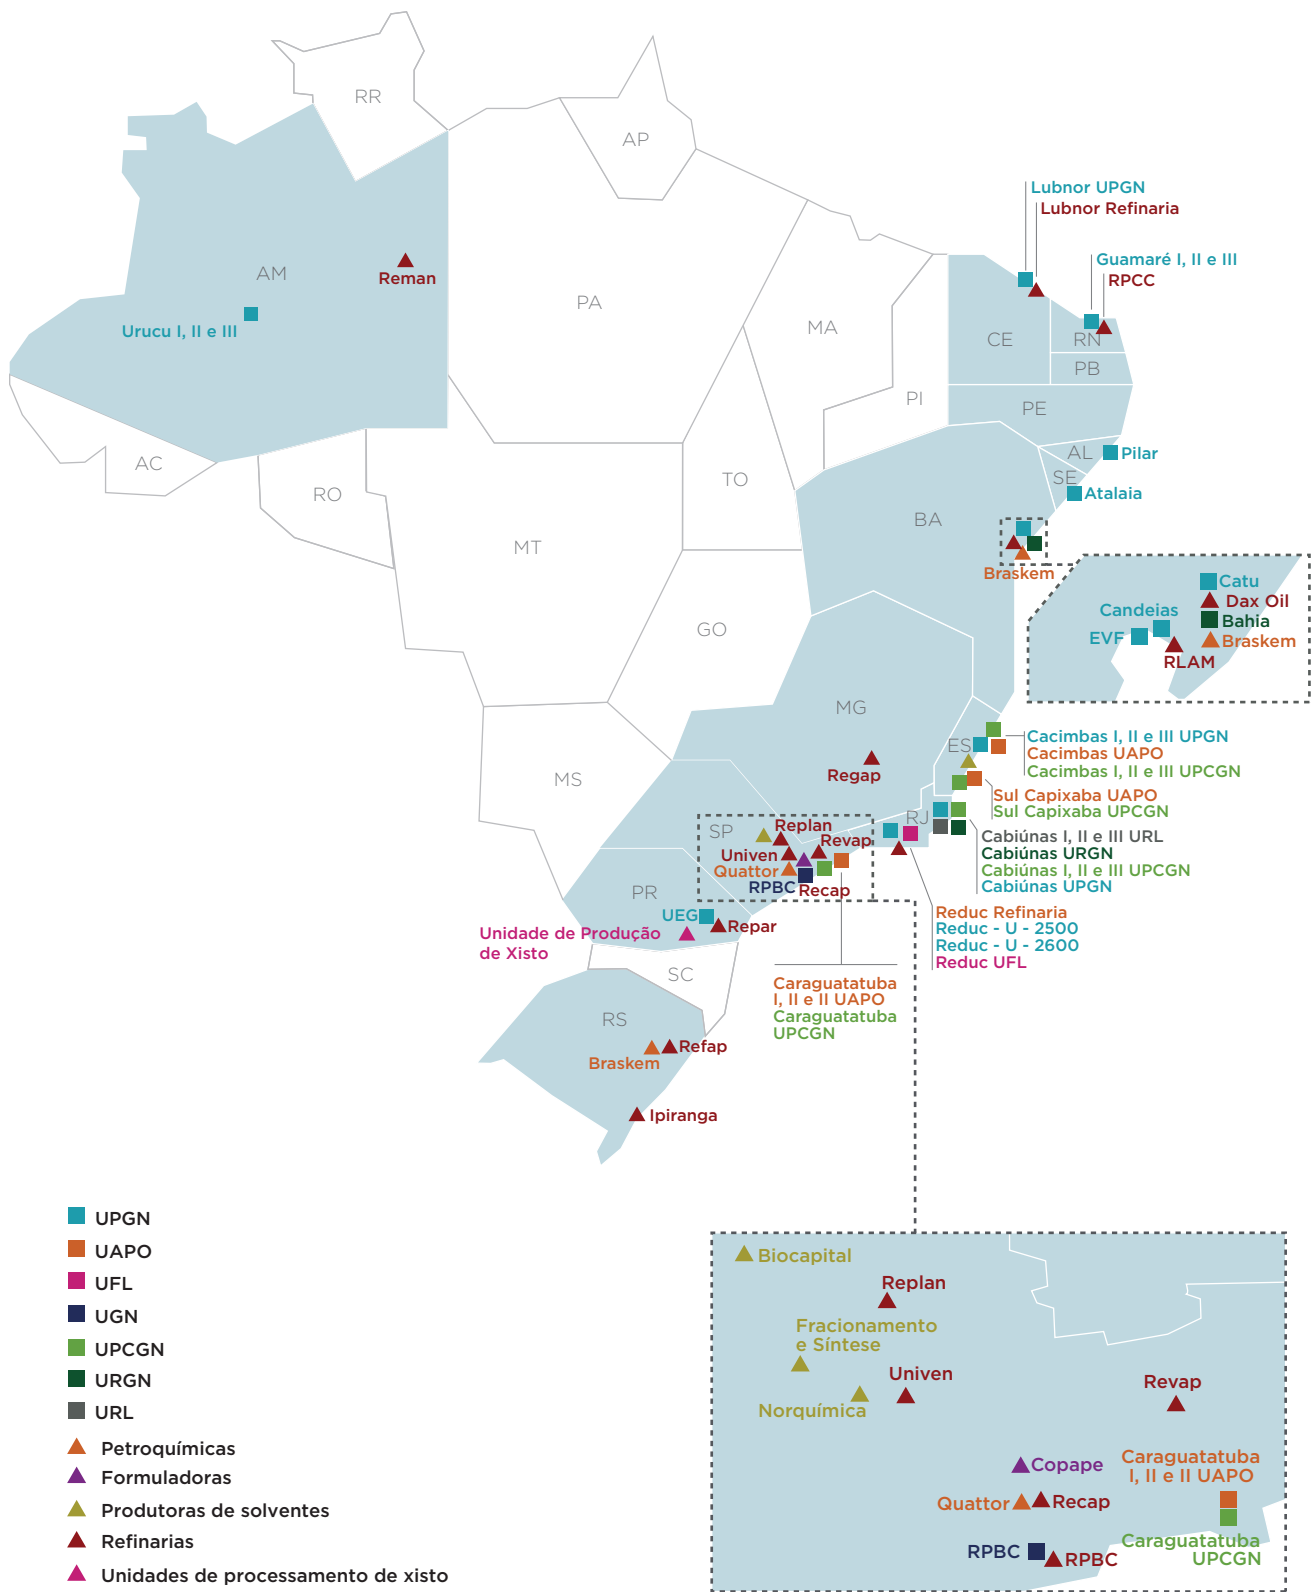 RR
AP
Lubnor UPGN
Lubnor Refinaria
Guamaré I, II e III
RPCC
AM
Reman
Urucu I, II e III
PA
MA
CE
RN
PB
PI
PE
AC
RO
TO
AL
Pilar
SE
Atalaia
BA
MT
Braskem
Catu
Dax Oil
Candeias
Bahia
EVF
Braskem
RLAM
GO
MG
ES
Cacimbas I, II e III UPGN
Cacimbas UAPO
Cacimbas I, II e III UPCGN
Regap
MS
Sul Capixaba UAPO
Sul Capixaba UPCGN
SP
Replan
RJ
Revap
Univen
Quattor
RPBC
Recap
Cabiúnas I, II e III URL
Cabiúnas URGN
Cabiúnas I, II e III UPCGN
Cabiúnas UPGN
PR
UEG
Repar
Unidade de Produção
de Xisto
Reduc Refinaria
Reduc - U - 2500
Reduc - U - 2600
Reduc UFL
SC
Caraguatatuba
I, II e II UAPO
Caraguatatuba
UPCGN
RS
Refap
Braskem
Ipiranga
UPGN
UAPO
UFL
UGN
UPCGN
URGN
URL
Petroquímicas
Formuladoras
Produtoras de solventes
Refinarias
Unidades de processamento de xisto
Biocapital
Replan
Fracionamento
e Síntese
Univen
Norquímica
Revap
Copape
Caraguatatuba
I, II e II UAPO
Quattor
Recap
Caraguatatuba
UPCGN
RPBC
RPBC